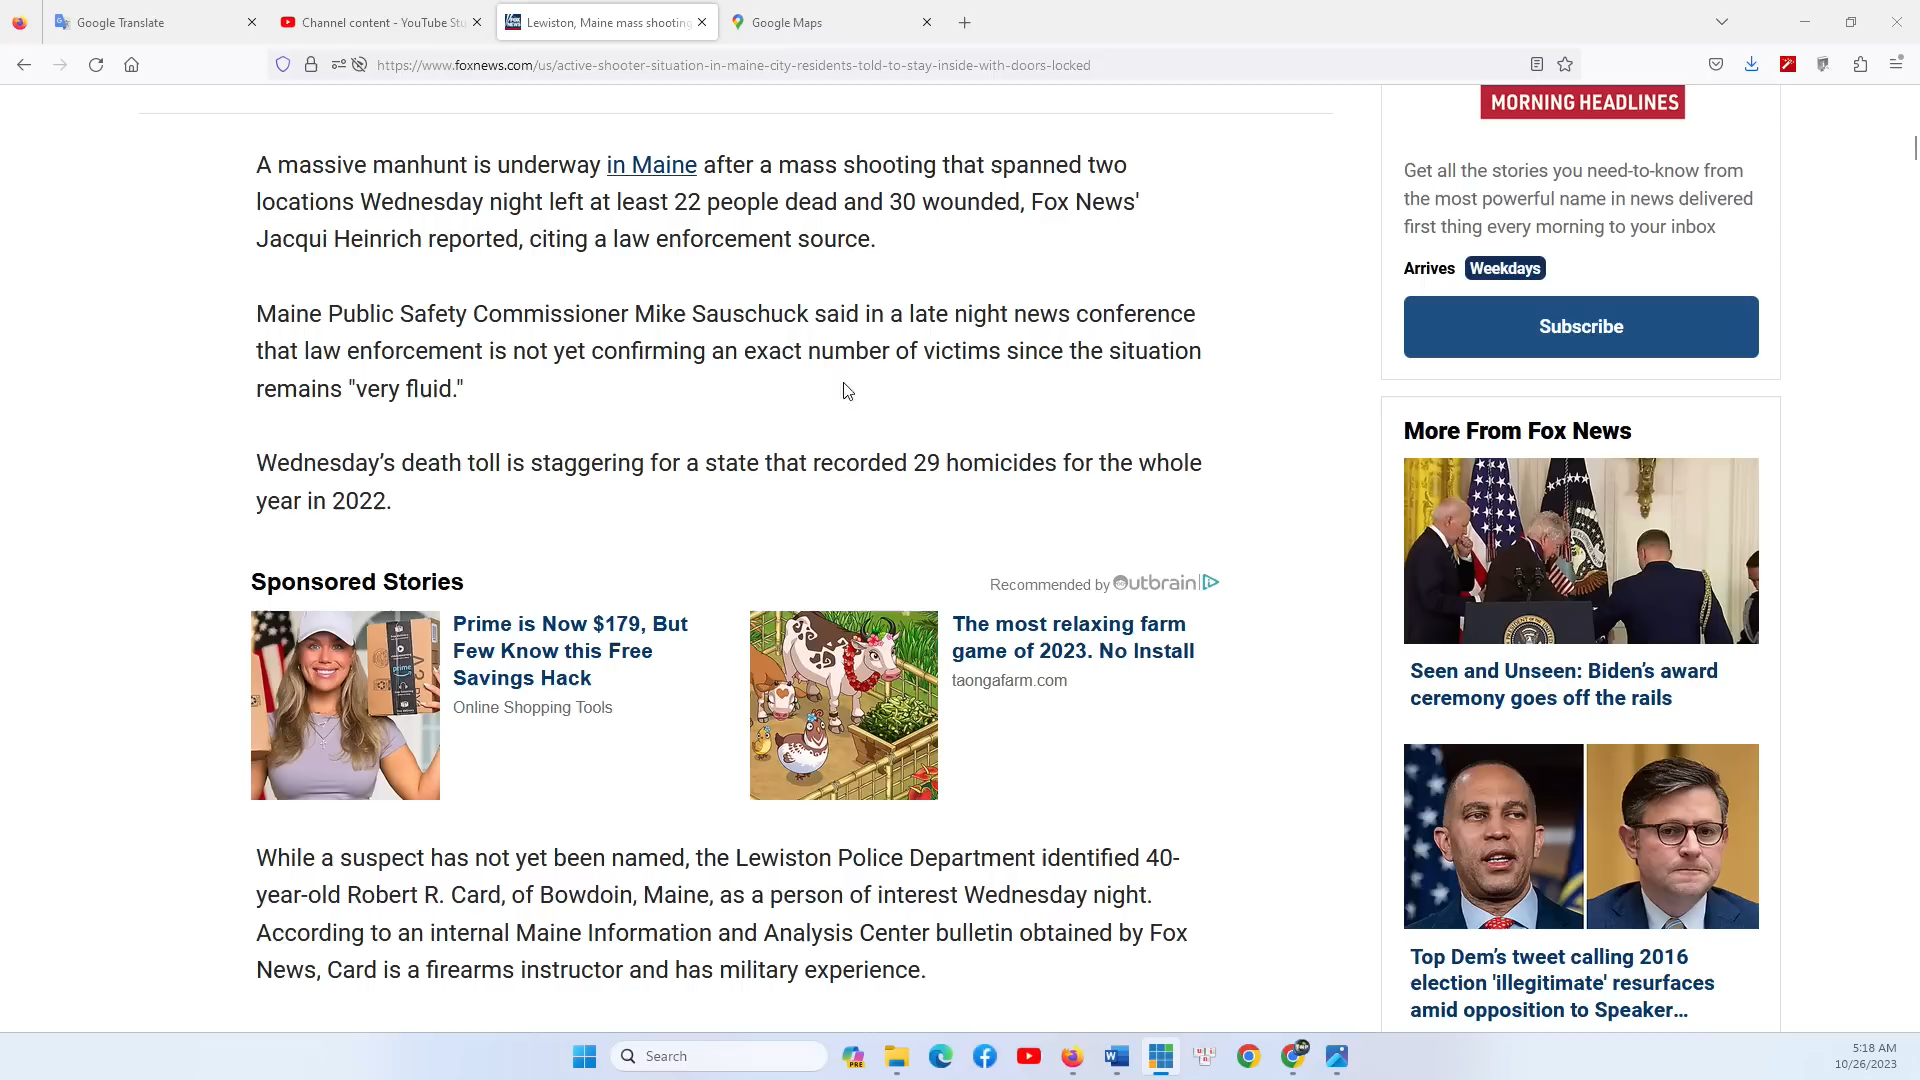 Google Translate
Channel content - YouTube Stu
Lewiston, Maine mass shooting
Google Maps
https://www.foxnews.com/us/active-shooter-situation-in-maine-city-residents-told-to-stay-inside-with-doors-locked
A massive manhunt is underway in Maine after a mass shooting that spanned two
locations Wednesday night left at least 22 people dead and 30 wounded, Fox News'
Jacqui Heinrich reported, citing a law enforcement source.
Maine Public Safety Commissioner Mike Sauschuck said in a late night news conference
that law enforcement is not yet confirming an exact number of victims since the situation
remains "very fluid."
Wednesday’s death toll is staggering for a state that recorded 29 homicides for the whole
year in 2022.
Sponsored Stories
Recommended by Outbrain
Prime is Now $179, But
Few Know this Free
Savings Hack
Online Shopping Tools
The most relaxing farm
game of 2023. No Install
taongafarm.com
While a suspect has not yet been named, the Lewiston Police Department identified 40-
year-old Robert R. Card, of Bowdoin, Maine, as a person of interest Wednesday night.
According to an internal Maine Information and Analysis Center bulletin obtained by Fox
News, Card is a firearms instructor and has military experience.
MORNING HEADLINES
Get all the stories you need-to-know from
the most powerful name in news delivered
first thing every morning to your inbox
Arrives Weekdays
Subscribe
More From Fox News
Seen and Unseen: Biden’s award
ceremony goes off the rails
Top Dem’s tweet calling 2016
election 'illegitimate' resurfaces
amid opposition to Speaker…
Search
5:18 AM
10/26/2023